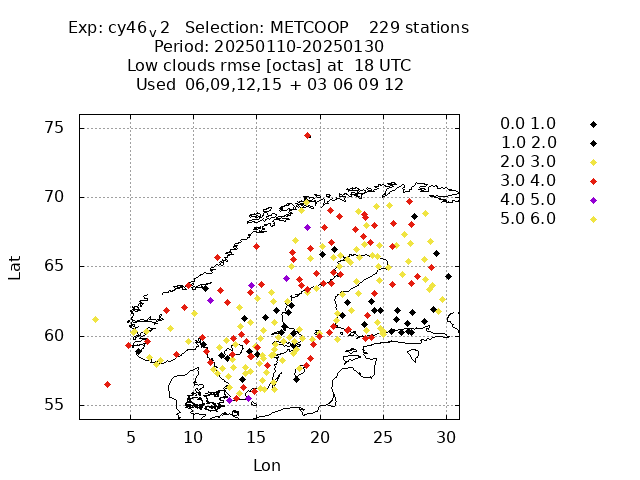 Exp: cy46v2 Selection: METCOOP 229 stations
Period: 20250110-20250130
Low clouds rmse [octas] at 18 UTC
Used 06,09,12,15 + 03 06 09 12
75
70
65
60
55
5 10 15 20 25 30
Lat
Lon
0.0 1.0
1.0 2.0
2.0 3.0
3.0 4.0
4.0 5.0
5.0 6.0